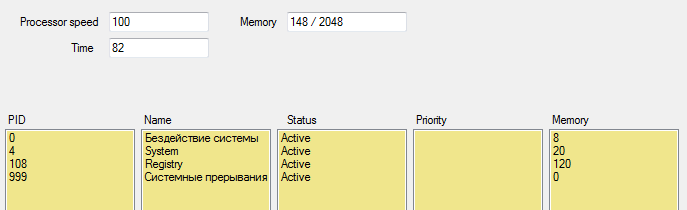 Processor speed 100 Memory 148 / 2048
Time 82
PID Name Status Priority Memory
0 Бездействие системы Active 8
4 System Active 20
108 Registry Active 120
999 Системные прерывания Active 0